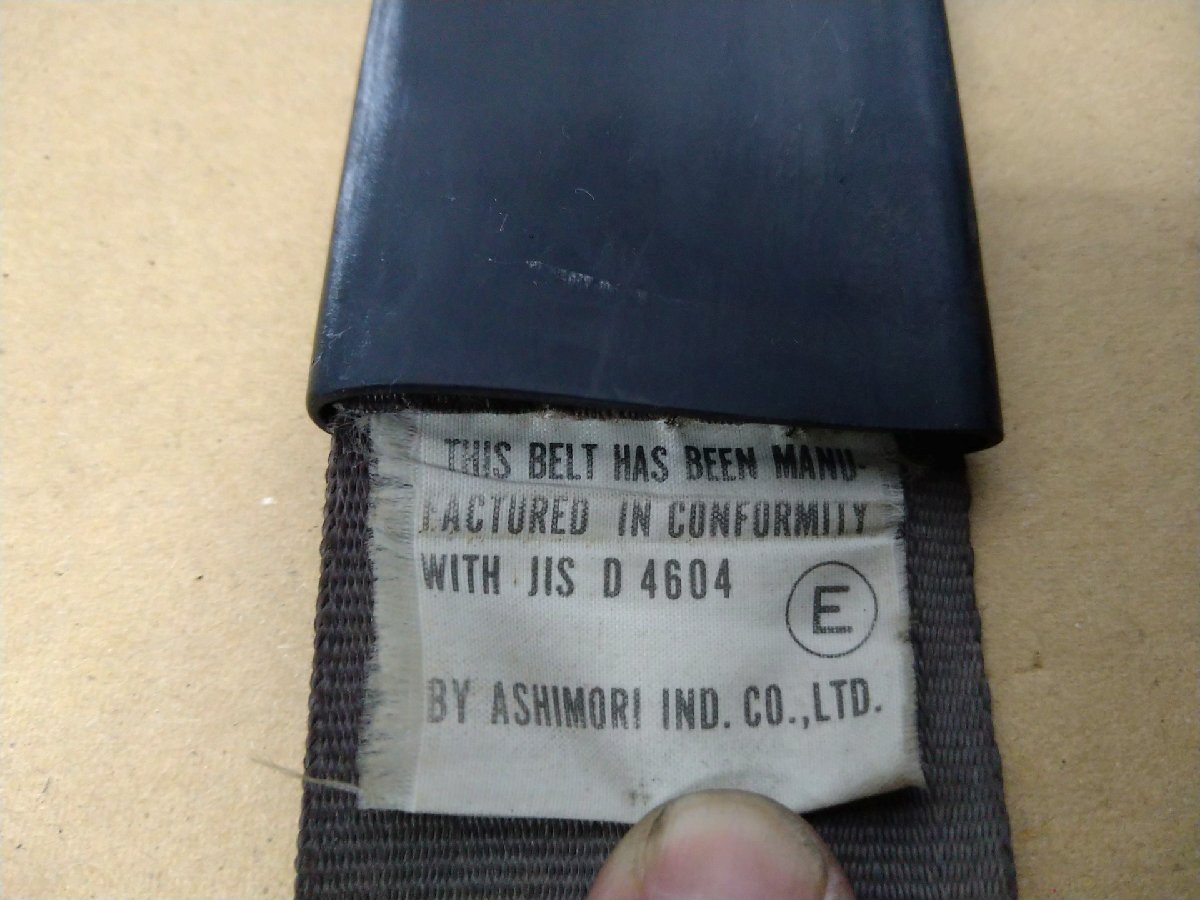 THIS BELT HAS BEEN MANU-
FACTURED IN CONFORMITY
WITH JIS D 4604
E
BY ASHIMORI IND. CO.,LTD.